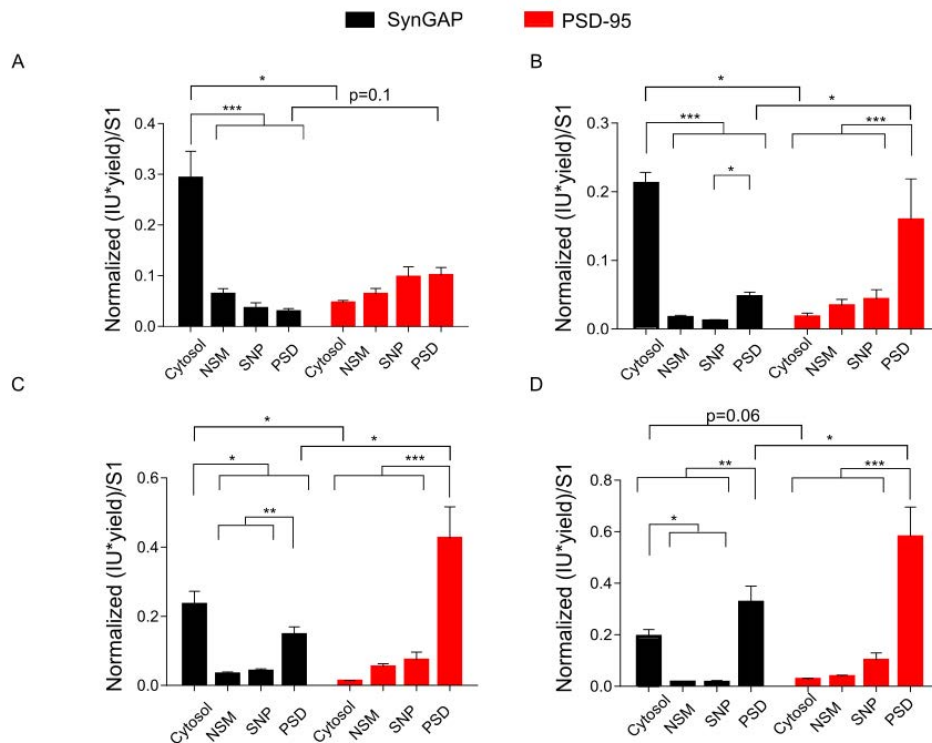 SynGAP PSD-95
A
Normalized (IU*yield)/S1
0.4
0.3
0.2
0.1
0.0
*
***
p=0.1
Cytosol NSM SNP PSD Cytosol NSM SNP PSD
B
Normalized (IU*yield)/S1
0.3
0.2
0.1
0.0
*
*
*** ***
*
Cytosol NSM SNP PSD Cytosol NSM SNP PSD
C
Normalized (IU*yield)/S1
0.6
0.4
0.2
0.0
*
*
* ***
**
Cytosol NSM SNP PSD Cytosol NSM SNP PSD
D
Normalized (IU*yield)/S1
0.8
0.6
0.4
0.2
0.0
p=0.06
*
** ***
*
Cytosol NSM SNP PSD Cytosol NSM SNP PSD